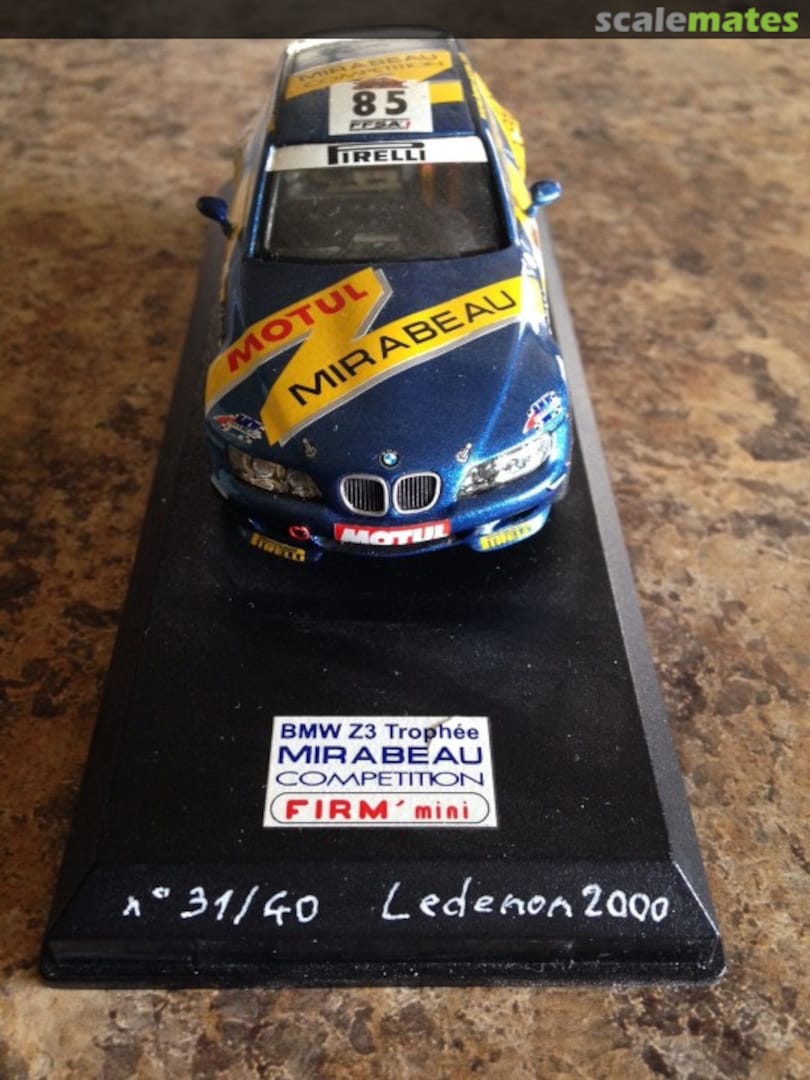 scalemates
MIRABEAU
COMPETITION
85
FFSA
PIRELLI
MOTUL
MIRABEAU
MOTUL
PIRELLI
PIRELLI
BMW Z3 Trophée
MIRABEAU
COMPETITION
FIRM' mini
n° 31/40 Ledenon 2000